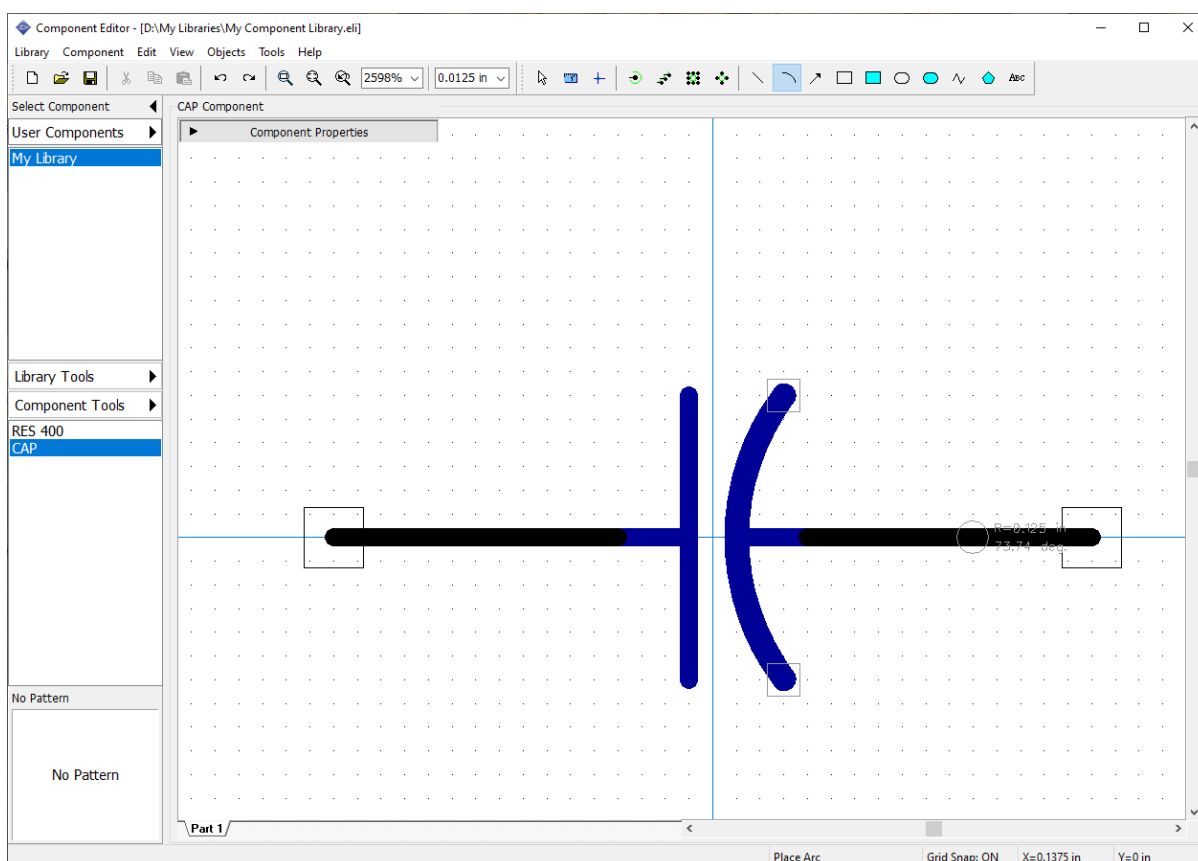 Component Editor - [D:\My Libraries\My Component Library.eli]
Library Component Edit View Objects Tools Help
2598% 0.0125 in ABC
Select Component
CAP Component
User Components
Component Properties
My Library
Library Tools
Component Tools
RES 400
CAP
R=0.125 in
73.74 deg.
No Pattern
No Pattern
Part 1
Place Arc Grid Snap: ON X=0.1375 in Y=0 in